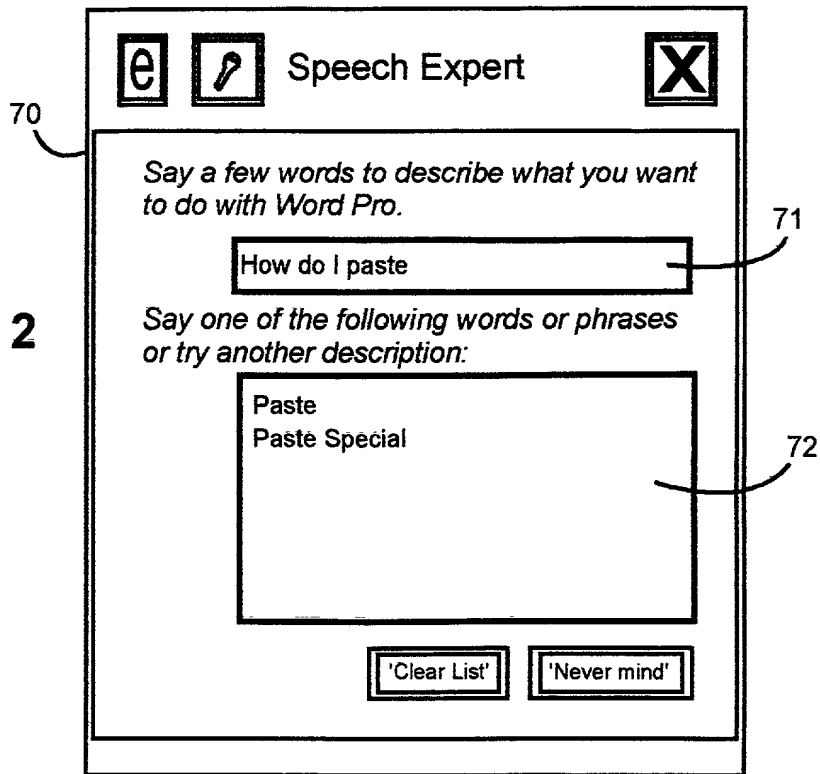 e Speech Expert X
70
Say a few words to describe what you want
to do with Word Pro.
71
How do I paste
2
Say one of the following words or phrases
or try another description:
Paste
Paste Special
72
'Clear List' 'Never mind'